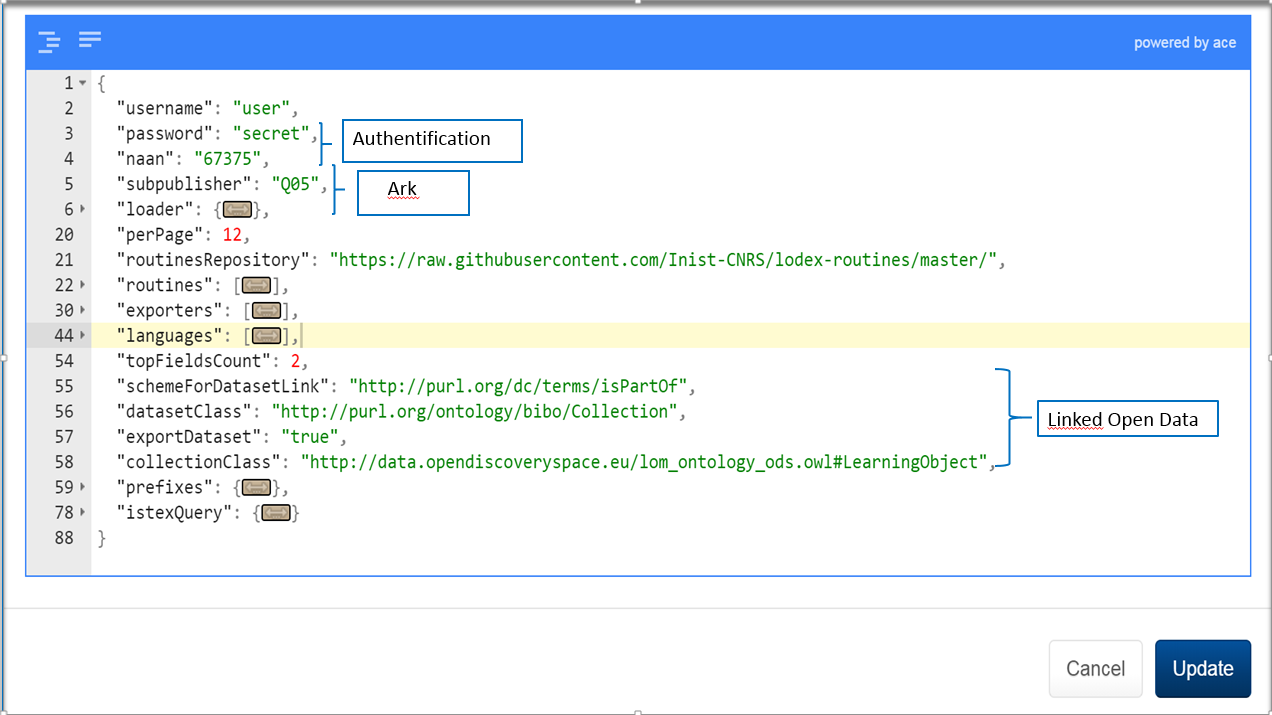 powered by ace
1 {
2 "username": "user",
3 "password": "secret",
Authentification
4 "naan": "67375",
5 "subpublisher": "Q05",
Ark
6 "loader": {},
20 "perPage": 12,
21 "routinesRepository": "https://raw.githubusercontent.com/Inist-CNRS/lodex-routines/master/",
22 "routines": [],
30 "exporters": [],
44 "languages": [],
54 "topFieldsCount": 2,
55 "schemeForDatasetLink": "http://purl.org/dc/terms/isPartOf",
56 "datasetClass": "http://purl.org/ontology/bibo/Collection",
Linked Open Data
57 "exportDataset": "true",
58 "collectionClass": "http://data.opendiscoveryspace.eu/lom_ontology_ods.owl#LearningObject",
59 "prefixes": {},
78 "istexQuery": {}
88 }
Cancel Update